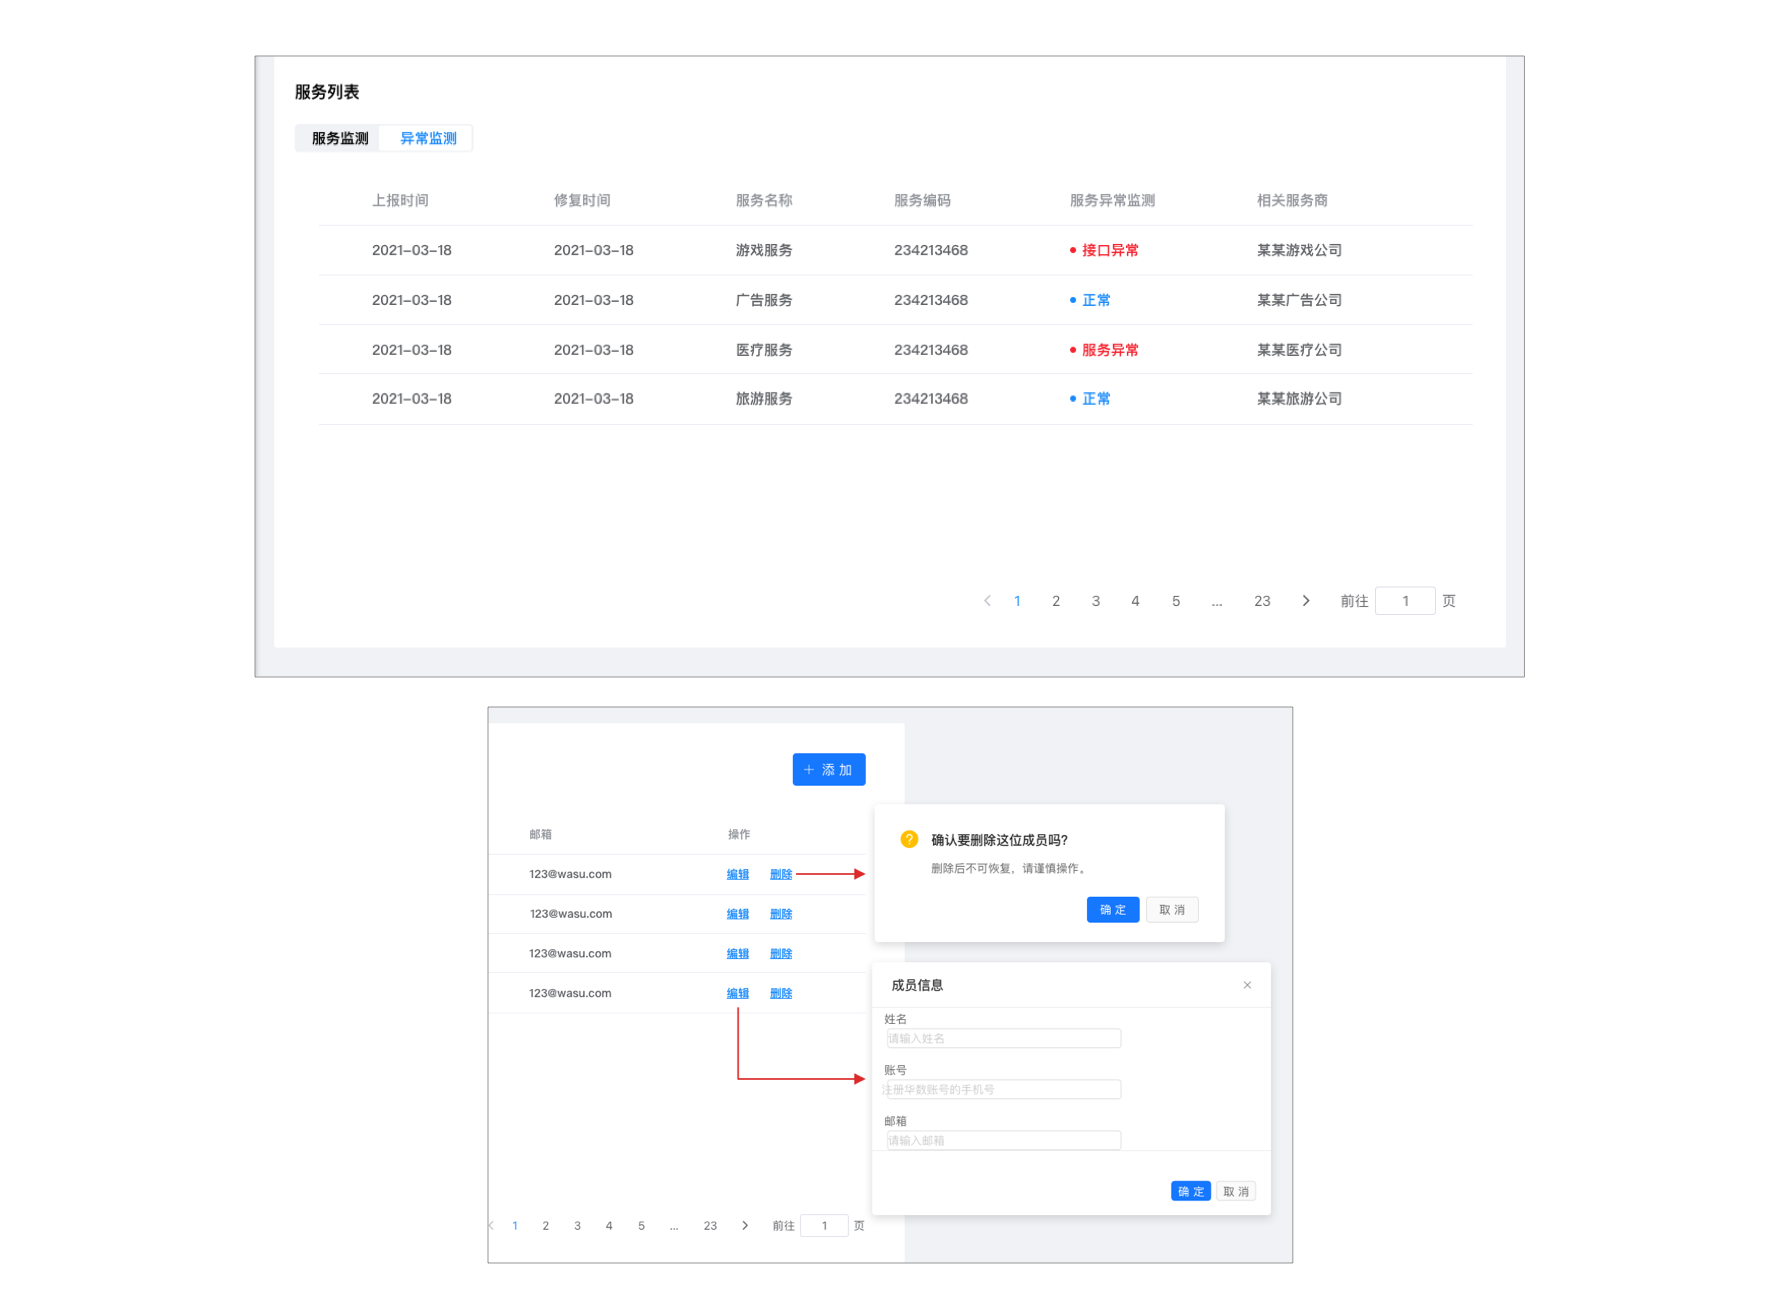 服务列表
服务监测 异常监测
上报时间 修复时间 服务名称 服务编码 服务异常监测 相关服务商
2021-03-18 2021-03-18 游戏服务 234213468 接口异常 某某游戏公司
2021-03-18 2021-03-18 广告服务 234213468 正常 某某广告公司
2021-03-18 2021-03-18 医疗服务 234213468 服务异常 某某医疗公司
2021-03-18 2021-03-18 旅游服务 234213468 正常 某某旅游公司
1 2 3 4 5 ... 23 前往 1 页
+ 添加
邮箱 操作
123@wasu.com 编辑 删除
123@wasu.com 编辑 删除
123@wasu.com 编辑 删除
123@wasu.com 编辑 删除
1 2 3 4 5 ... 23 前往 1 页
? 确认要删除这位成员吗?
删除后不可恢复，请谨慎操作。
确定 取消
成员信息
姓名
请输入姓名
账号
注册华数账号的手机号
邮箱
请输入邮箱
确定 取消